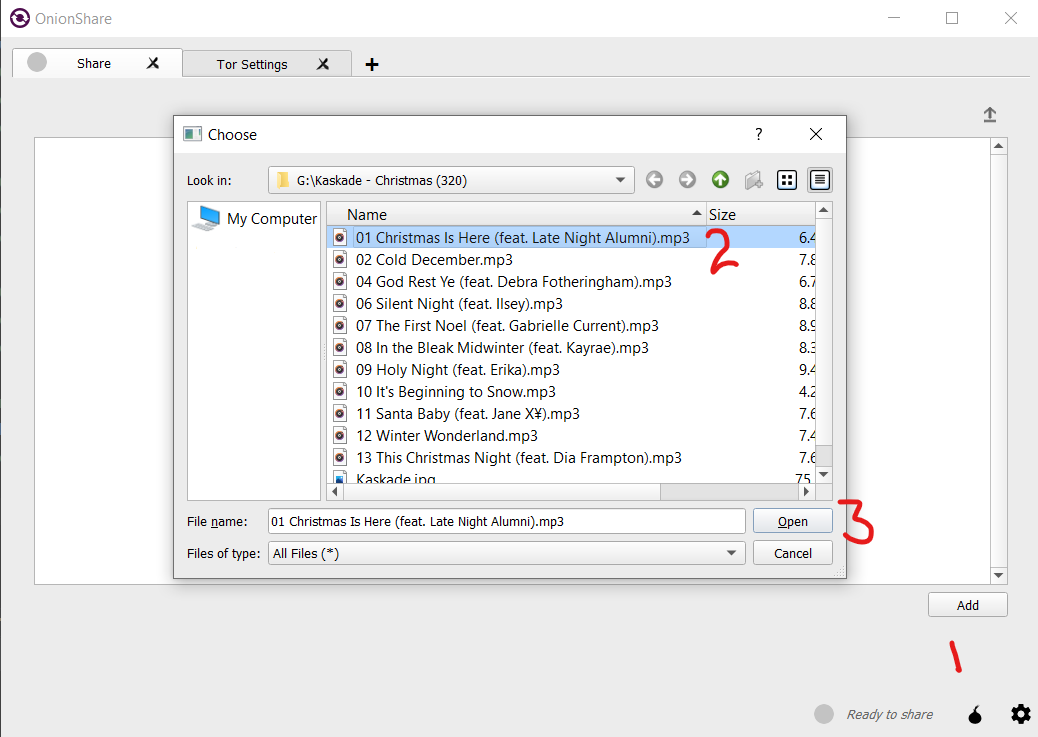 OnionShare
Share
Tor Settings
Choose
?
Look in:
G:\Kaskade - Christmas (320)
My Computer
Name Size
01 Christmas Is Here (feat. Late Night Alumni).mp3 6.4
02 Cold December.mp3 7.8
04 God Rest Ye (feat. Debra Fotheringham).mp3 6.7
06 Silent Night (feat. Ilsey).mp3 8.8
07 The First Noel (feat. Gabrielle Current).mp3 8.9
08 In the Bleak Midwinter (feat. Kayrae).mp3 8.3
09 Holy Night (feat. Erika).mp3 9.4
10 It's Beginning to Snow.mp3 4.2
11 Santa Baby (feat. Jane X¥).mp3 7.6
12 Winter Wonderland.mp3 7.4
13 This Christmas Night (feat. Dia Frampton).mp3 7.6
Kaskade.jpg 75
2
File name: 01 Christmas Is Here (feat. Late Night Alumni).mp3 Open
3
Files of type: All Files (*) Cancel
Add
1
Ready to share